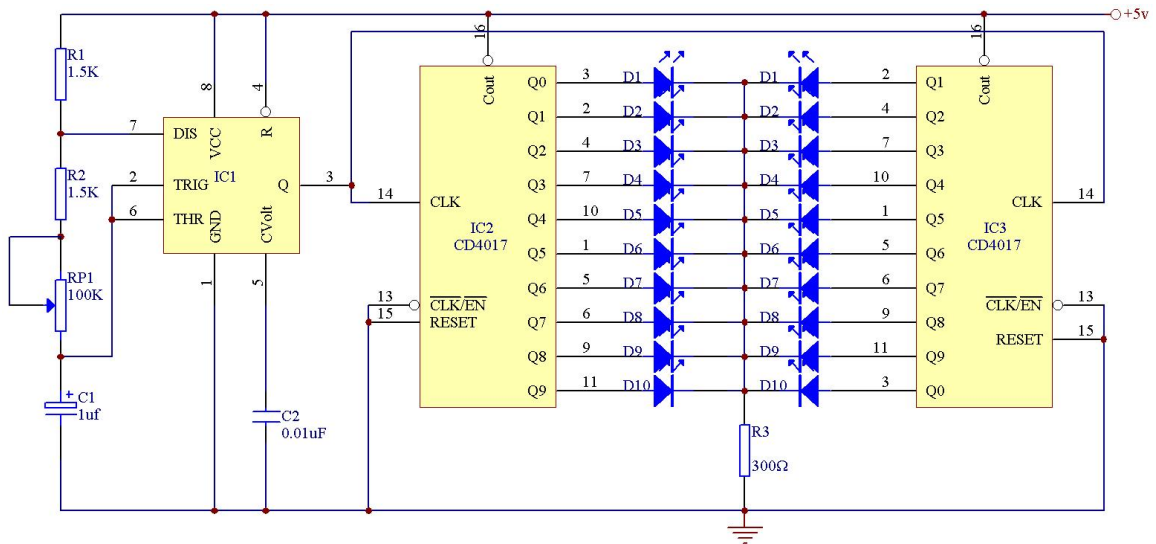 +5v
R1
1.5K
R2
1.5K
RP1
100K
C1
+
1uf
7
2
6
8
4
3
1
5
DIS
VCC
R
IC1
TRIG
Q
THR
GND
CVolt
C2
0.01uF
16
Cout
14
CLK
IC2
CD4017
13
CLK/EN
15
RESET
Q0 3 D1
Q1 2 D2
Q2 4 D3
Q3 7 D4
Q4 10 D5
Q5 1 D6
Q6 5 D7
Q7 6 D8
Q8 9 D9
Q9 11 D10
D1 2 Q1
D2 4 Q2
D3 7 Q3
D4 10 Q4
D5 1 Q5
D6 5 Q6
D7 6 Q7
D8 9 Q8
D9 11 Q9
D10 3 Q0
R3
300Ω
16
Cout
CLK
14
IC3
CD4017
CLK/EN
13
RESET
15